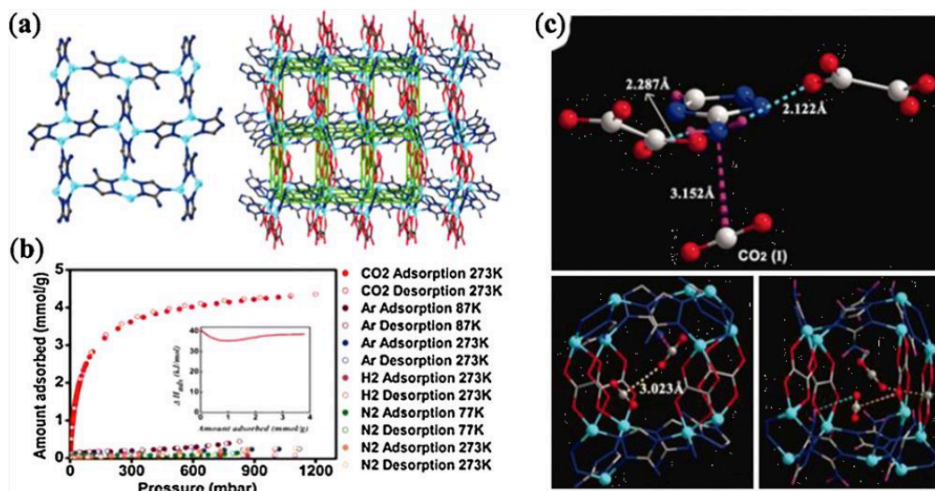 (a)
(b)
5
4
3
2
1
0
Amount adsorbed (mmol/g)
0
300
600
900
1200
Pressure (mbar)
40
30
20
10
0
ΔHads (kJ/mol)
0
1
2
3
4
Amount adsorbed (mmol/g)
CO2 Adsorption 273K
CO2 Desorption 273K
Ar Adsorption 87K
Ar Desorption 87K
Ar Adsorption 273K
Ar Desorption 273K
H2 Adsorption 273K
H2 Desorption 273K
N2 Adsorption 77K
N2 Desorption 77K
N2 Adsorption 273K
N2 Desorption 273K
(c)
2.287Å
2.122Å
3.152Å
CO₂ (I)
3.023Å